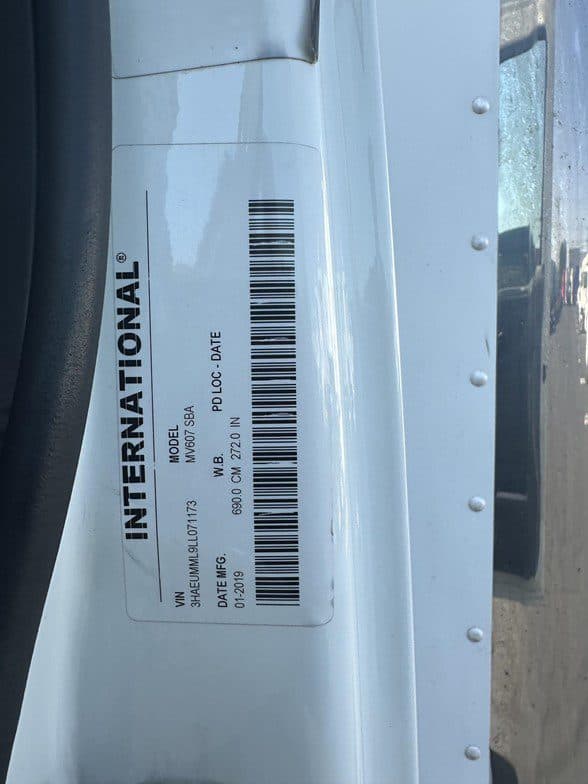 INTERNATIONAL®
VIN MODEL
3HAEUMML9LL071173 MV607 SBA
DATE MFG. W.B. PD LOC - DATE
01-2019 690.0 CM 272.0 IN